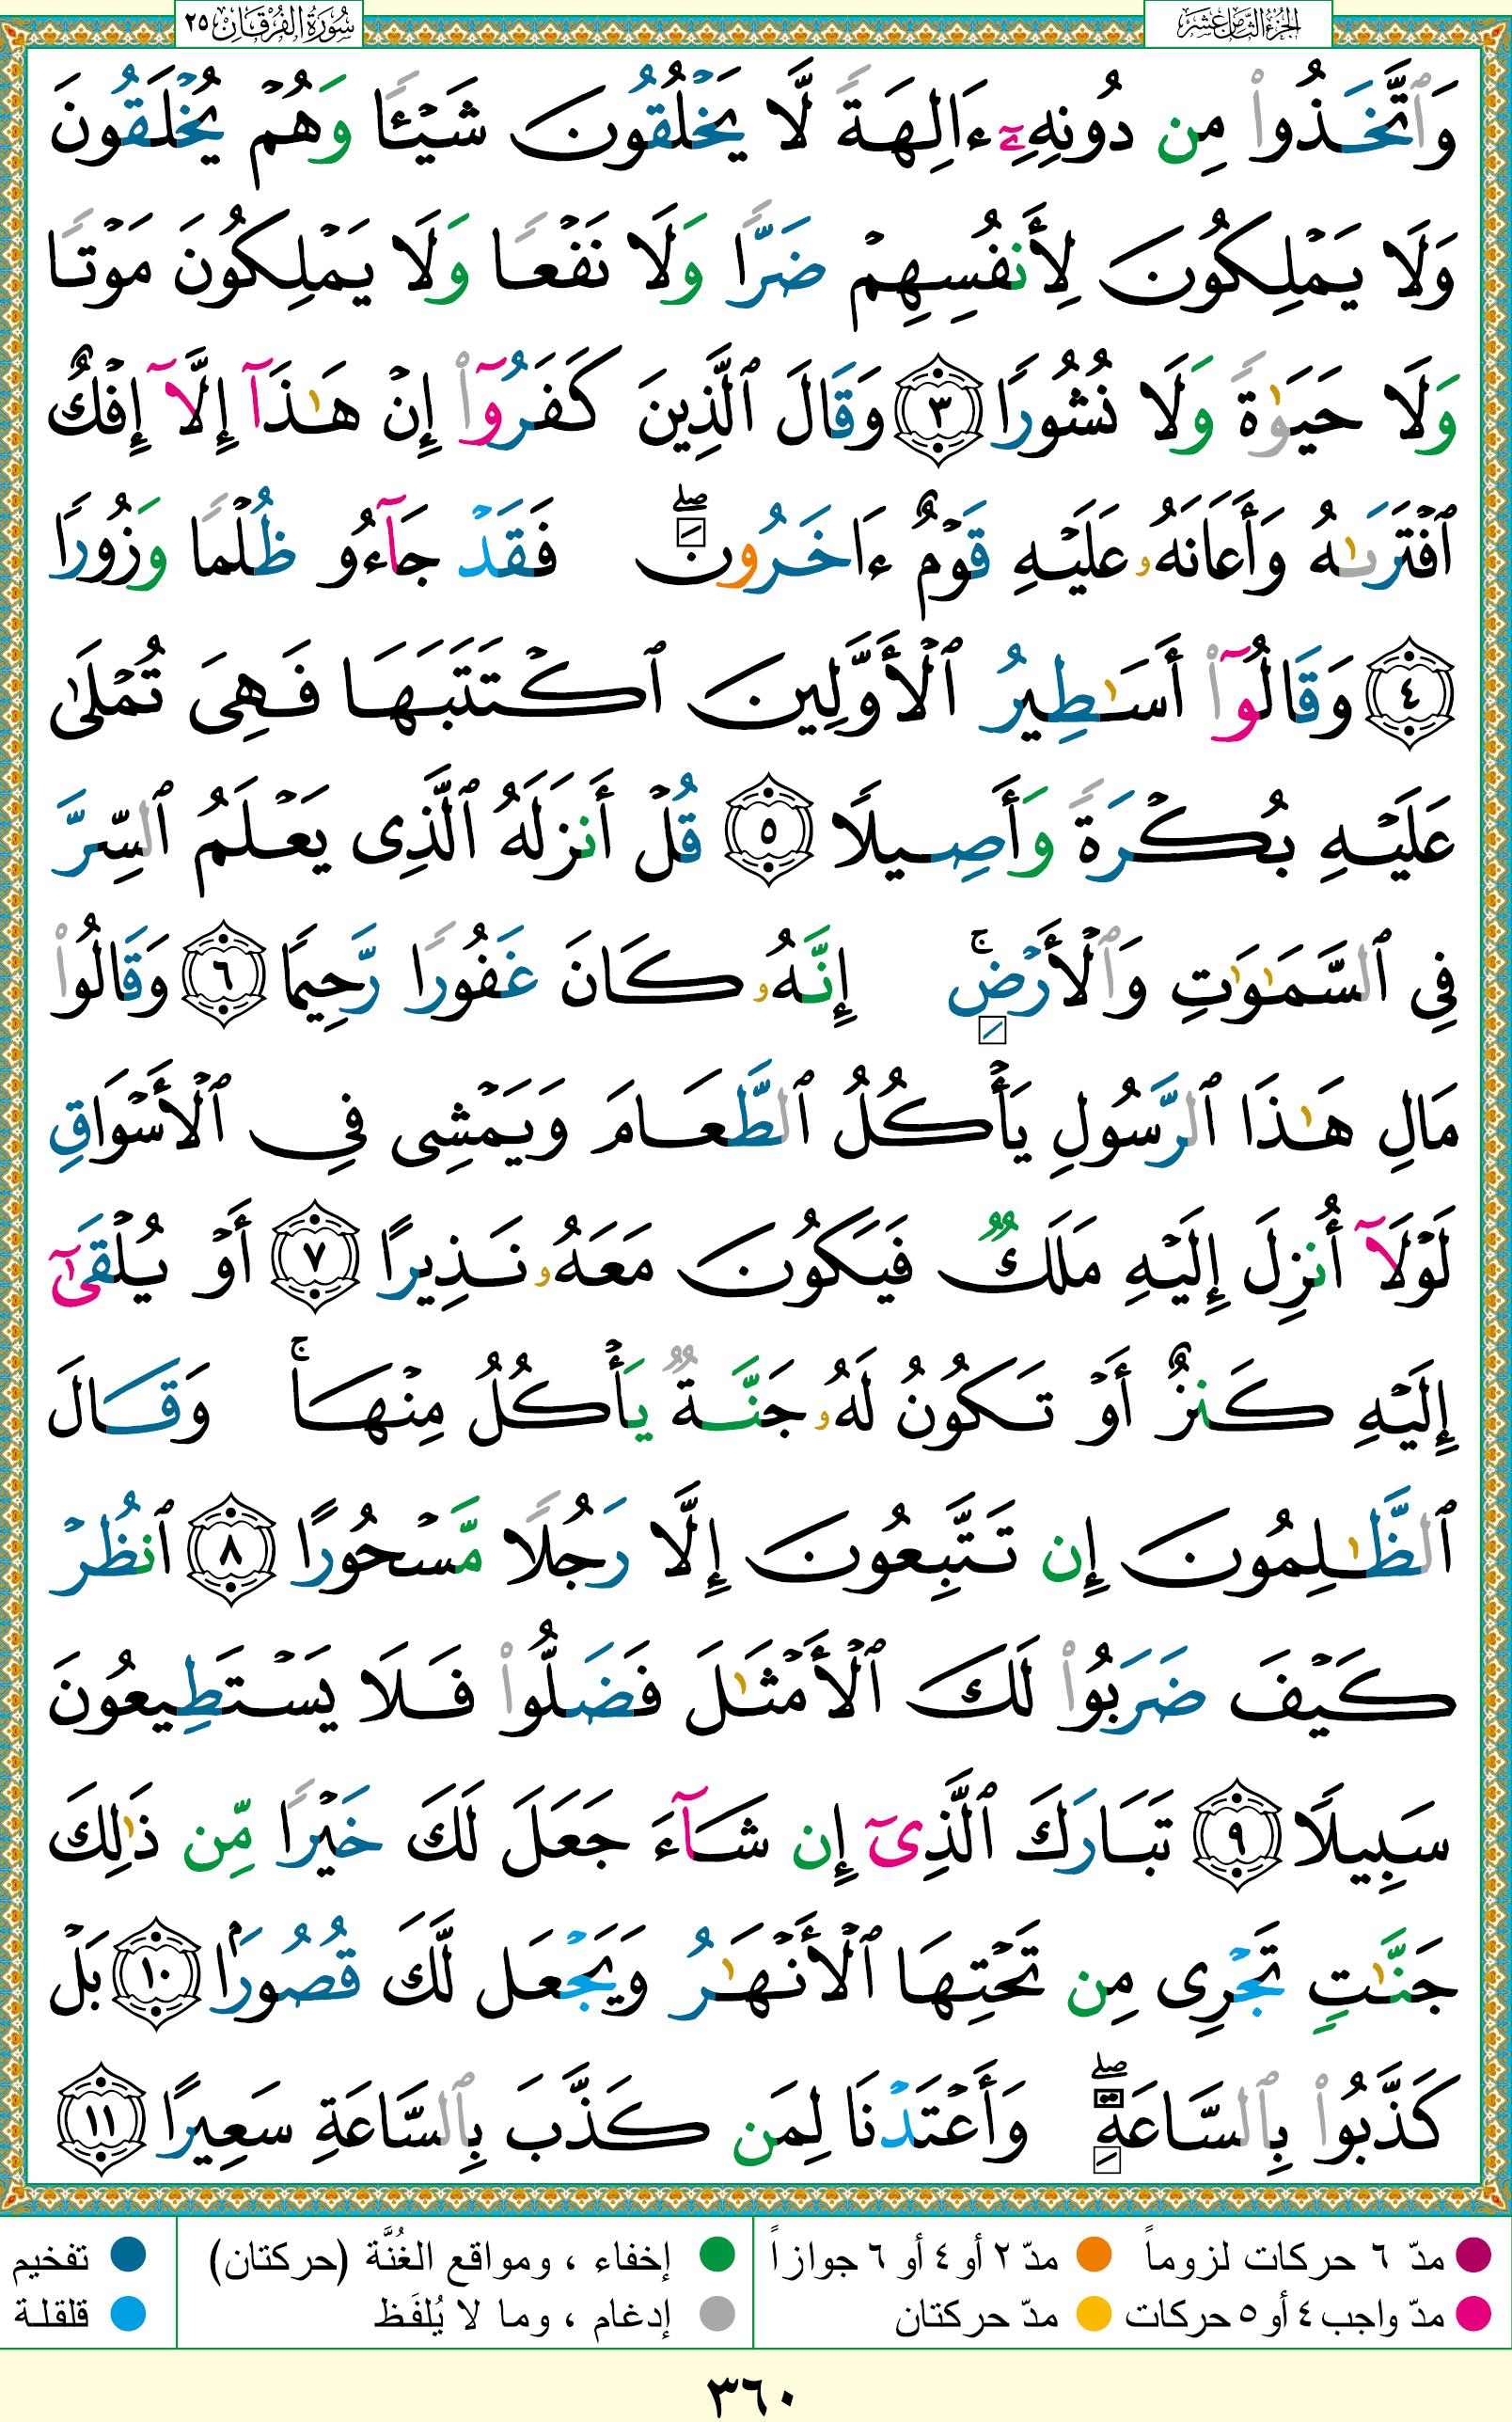 الجزء الثامن عشر
سورة الفرقان ٢٥
وَٱتَّخَذُوا۟ مِن دُونِهِۦٓ ءَالِهَةً لَّا يَخْلُقُونَ شَيْـًٔا وَهُمْ يُخْلَقُونَ
وَلَا يَمْلِكُونَ لِأَنفُسِهِمْ ضَرًّا وَلَا نَفْعًا وَلَا يَمْلِكُونَ مَوْتًا
وَلَا حَيَوٰةً وَلَا نُشُورًا ٣ وَقَالَ ٱلَّذِينَ كَفَرُوٓا۟ إِنْ هَـٰذَآ إِلَّآ إِفْكٌ
ٱفْتَرَىٰهُ وَأَعَانَهُۥ عَلَيْهِ قَوْمٌ ءَاخَرُونَ ۖ فَقَدْ جَآءُو ظُلْمًا وَزُورًا
٤ وَقَالُوٓا۟ أَسَـٰطِيرُ ٱلْأَوَّلِينَ ٱكْتَتَبَهَا فَهِىَ تُمْلَىٰ
عَلَيْهِ بُكْرَةً وَأَصِيلًا ٥ قُلْ أَنزَلَهُ ٱلَّذِى يَعْلَمُ ٱلسِّرَّ
فِى ٱلسَّمَـٰوَٰتِ وَٱلْأَرْضِ ۚ إِنَّهُۥ كَانَ غَفُورًا رَّحِيمًا ٦ وَقَالُوا۟
مَالِ هَـٰذَا ٱلرَّسُولِ يَأْكُلُ ٱلطَّعَامَ وَيَمْشِى فِى ٱلْأَسْوَاقِ
لَوْلَآ أُنزِلَ إِلَيْهِ مَلَكٌ فَيَكُونَ مَعَهُۥ نَذِيرًا ٧ أَوْ يُلْقَىٰٓ
إِلَيْهِ كَنزٌ أَوْ تَكُونُ لَهُۥ جَنَّةٌ يَأْكُلُ مِنْهَا ۚ وَقَالَ
ٱلظَّـٰلِمُونَ إِن تَتَّبِعُونَ إِلَّا رَجُلًا مَّسْحُورًا ٨ ٱنظُرْ
كَيْفَ ضَرَبُوا۟ لَكَ ٱلْأَمْثَـٰلَ فَضَلُّوا۟ فَلَا يَسْتَطِيعُونَ
سَبِيلًا ٩ تَبَارَكَ ٱلَّذِىٓ إِن شَآءَ جَعَلَ لَكَ خَيْرًا مِّن ذَٰلِكَ
جَنَّـٰتٍ تَجْرِى مِن تَحْتِهَا ٱلْأَنْهَـٰرُ وَيَجْعَل لَّكَ قُصُورًۢا ١٠ بَلْ
كَذَّبُوا۟ بِٱلسَّاعَةِ ۖ وَأَعْتَدْنَا لِمَن كَذَّبَ بِٱلسَّاعَةِ سَعِيرًا ١١
مدّ ٦ حركات لزوماً مدّ ٢ أو ٤ أو ٦ جوازاً إخفاء ، ومواقع الغُنَّة (حركتان) تفخيم
مدّ واجب ٤ أو ٥ حركات مدّ حركتان إدغام ، وما لا يُلفَظ قلقلة
٣٦٠